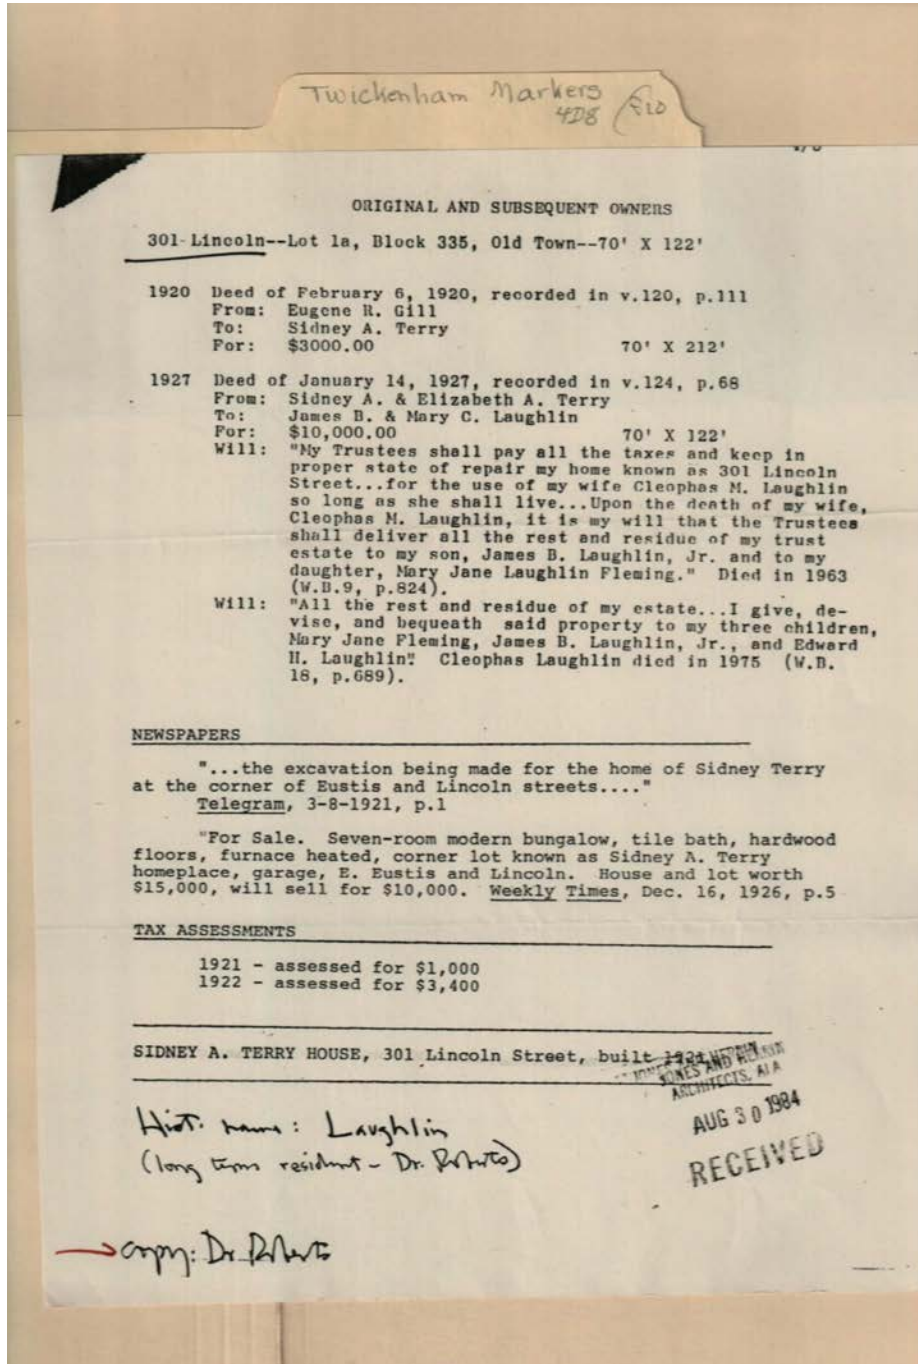 Twickenham Markers
4D8
ORIGINAL AND SUBSEQUENT OWNERS
301 Lincoln--Lot 1a, Block 335, Old Town--70' X 122'
1920 Deed of February 6, 1920, recorded in v.120, p.111
From: Eugene R. Gill
To: Sidney A. Terry
For: $3000.00 70' X 212'
1927 Deed of January 14, 1927, recorded in v.124, p.68
From: Sidney A. & Elizabeth A. Terry
To: James B. & Mary C. Laughlin
For: $10,000.00 70' X 122'
Will: "My Trustees shall pay all the taxes and keep in
proper state of repair my home known as 301 Lincoln
Street...for the use of my wife Cleophas M. Laughlin
so long as she shall live...Upon the death of my wife,
Cleophas M. Laughlin, it is my will that the Trustees
shall deliver all the rest and residue of my trust
estate to my son, James B. Laughlin, Jr. and to my
daughter, Mary Jane Laughlin Fleming." Died in 1963
(W.B.9, p.824).
Will: "All the rest and residue of my estate...I give, de-
vise, and bequeath said property to my three children,
Mary Jane Fleming, James B. Laughlin, Jr., and Edward
H. Laughlin". Cleophas Laughlin died in 1975 (W.B.
18, p.689).
NEWSPAPERS
"...the excavation being made for the home of Sidney Terry
at the corner of Eustis and Lincoln streets...."
Telegram, 3-8-1921, p.1
"For Sale. Seven-room modern bungalow, tile bath, hardwood
floors, furnace heated, corner lot known as Sidney A. Terry
homeplace, garage, E. Eustis and Lincoln. House and lot worth
$15,000, will sell for $10,000. Weekly Times, Dec. 16, 1926, p.5
TAX ASSESSMENTS
1921 - assessed for $1,000
1922 - assessed for $3,400
SIDNEY A. TERRY HOUSE, 301 Lincoln Street, built 1921
JONES AND HERRIN
ARCHITECTS, AIA
AUG 30 1984
RECEIVED
Hist. name: Laughlin
(long term resident - Dr. Roberts)
copy: Dr. Roberts